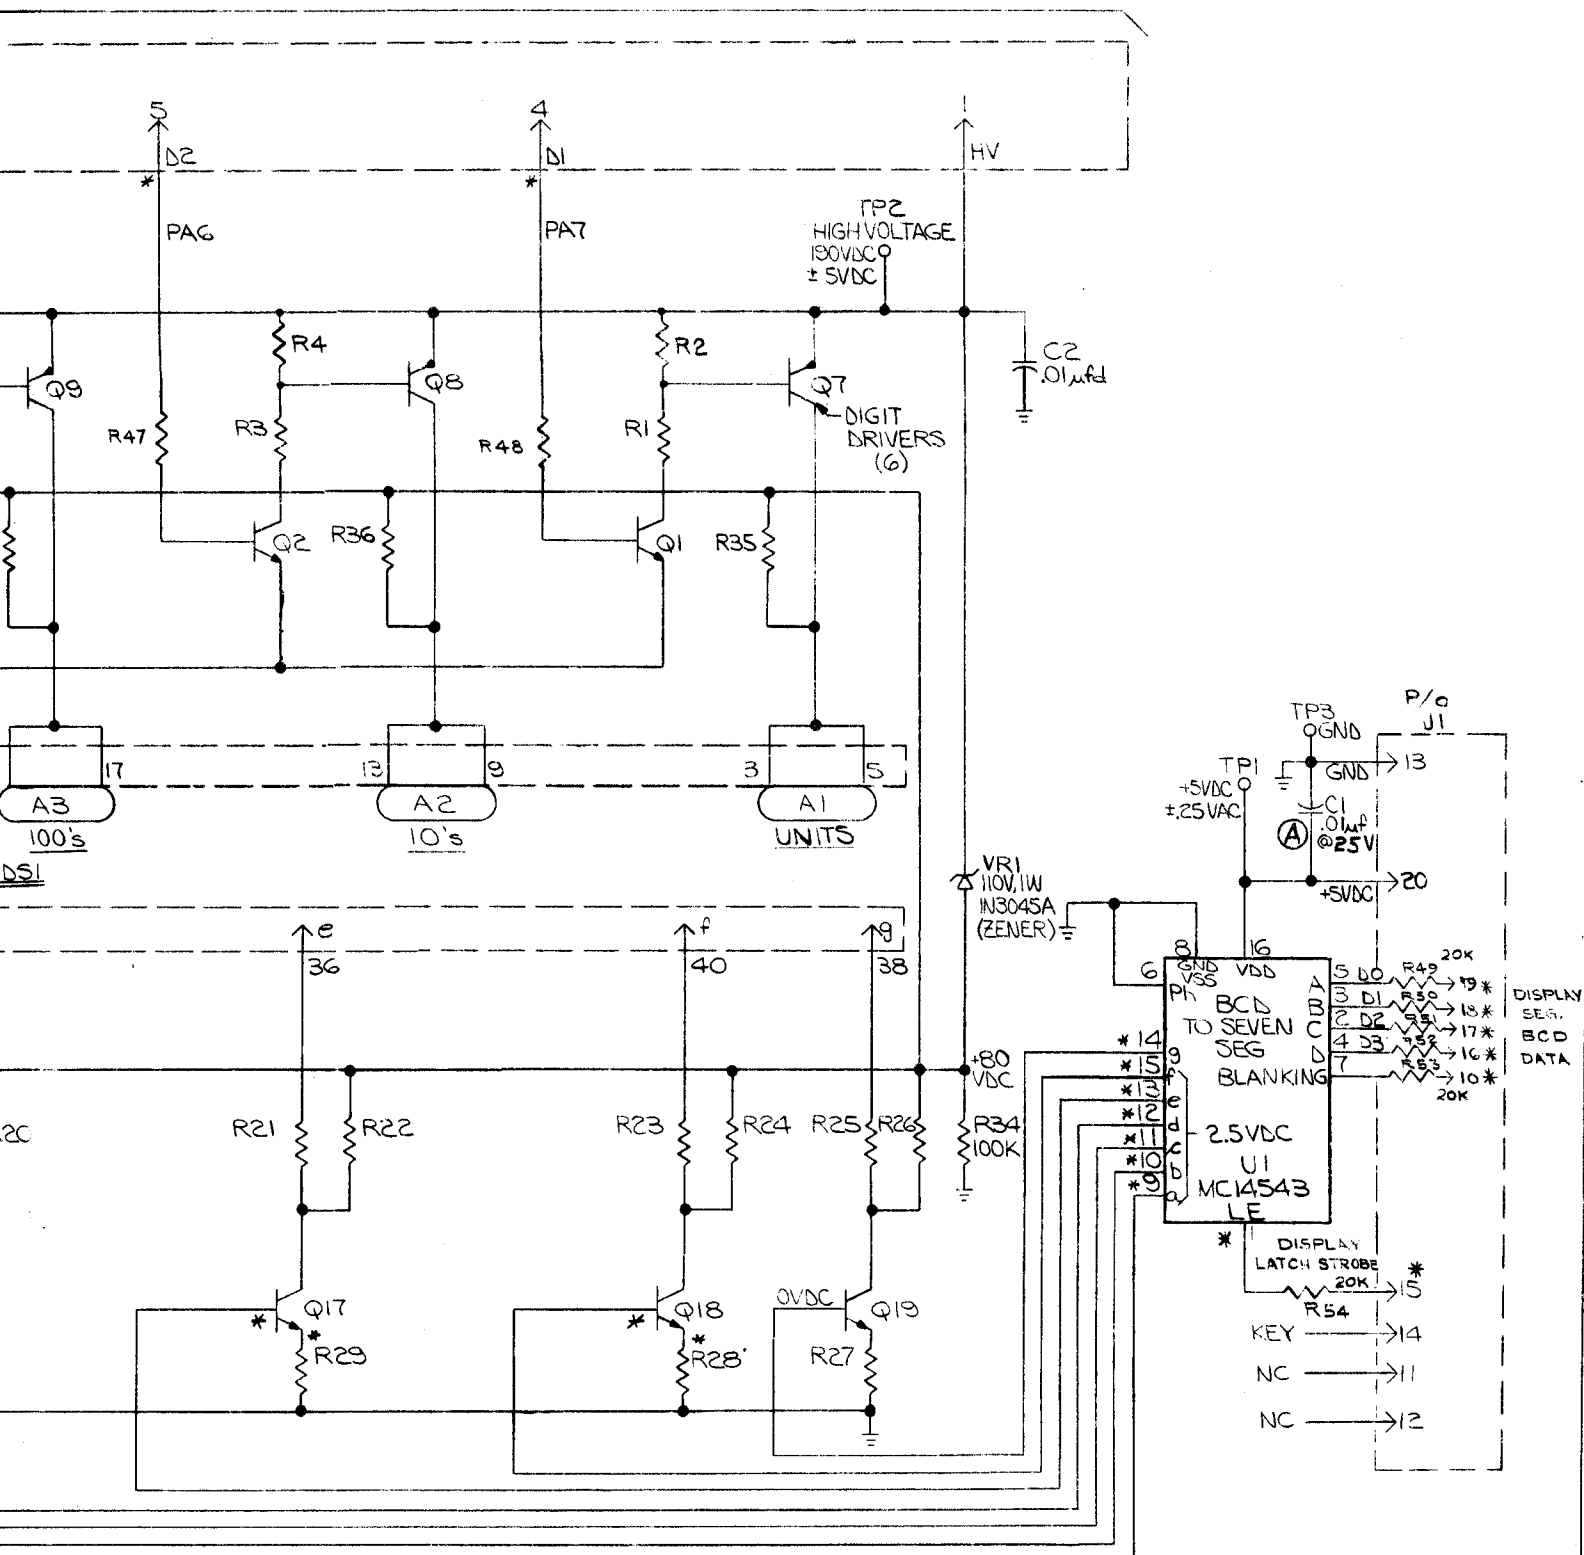 5
4
D2
D1
HV
*
*
PA6
PA7
TP2
HIGH VOLTAGE
190VDC
± 5VDC
R4
R2
C2
.01µfd
Q9
Q8
Q7
DIGIT
DRIVERS
(6)
R47
R3
R48
R1
Q2
R36
Q1
R35
17
13
9
3
5
A3
A2
A1
100's
10's
UNITS
DS1
P/O
J1
TP3
GND
GND
13
TP1
+5VDC
±.25VAC
C1
.01µf
@25V
A
+5VDC
20
VR1
110V,1W
1N3045A
(ZENER)
e
f
g
36
40
38
8
16
6
GND
VSS
VDD
Ph
BCD
TO SEVEN
SEG
BLANKING
A
B
C
D
5 D0
3 D1
2 D2
4 D3
7
R49
20K
R50
R51
R52
R53
20K
19*
18*
17*
16*
10*
DISPLAY
SEG.
BCD
DATA
* 14
* 15
* 13
* 12
* 11
* 10
* 9
g
f
e
d
c
b
a
2.5VDC
U1
MC14543
LE
*
+80
VDC
R20
R21
R22
R23
R24
R25
R26
R34
100K
DISPLAY
LATCH STROBE
20K
R54
*
15
KEY
14
NC
11
NC
12
Q17
*
*
R29
Q18
*
*
R28
0VDC
Q19
R27